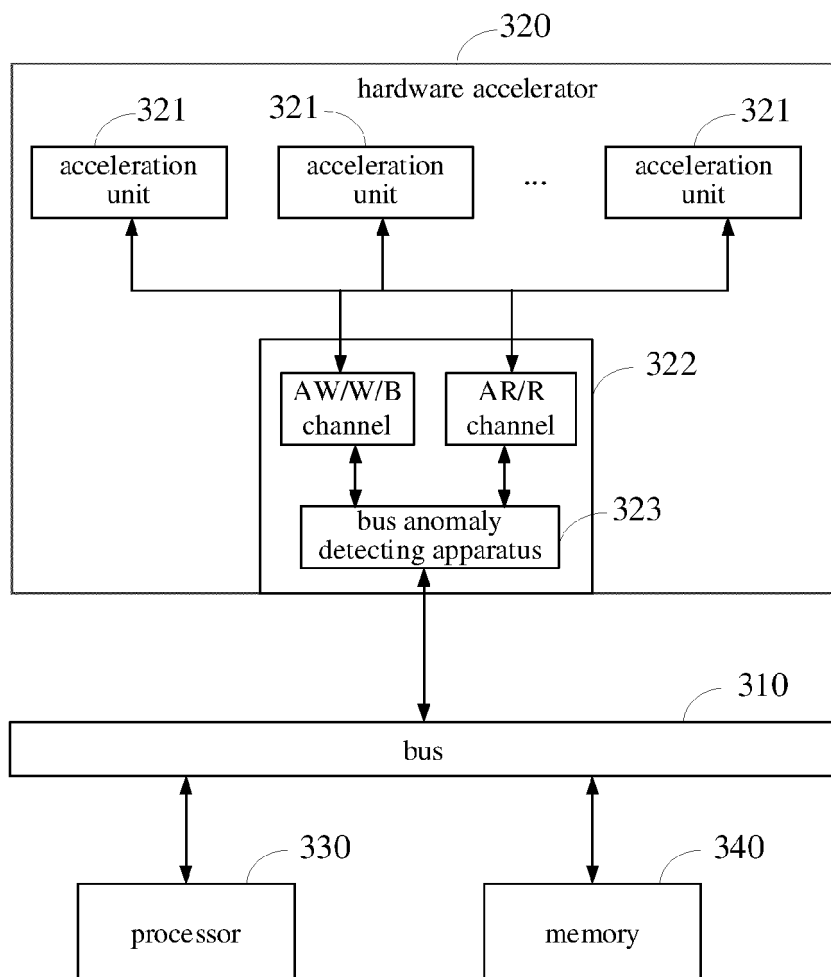 320
hardware accelerator
321
321
321
acceleration
unit
acceleration
unit
...
acceleration
unit
322
AW/W/B
channel
AR/R
channel
323
bus anomaly
detecting apparatus
310
bus
330
340
processor
memory